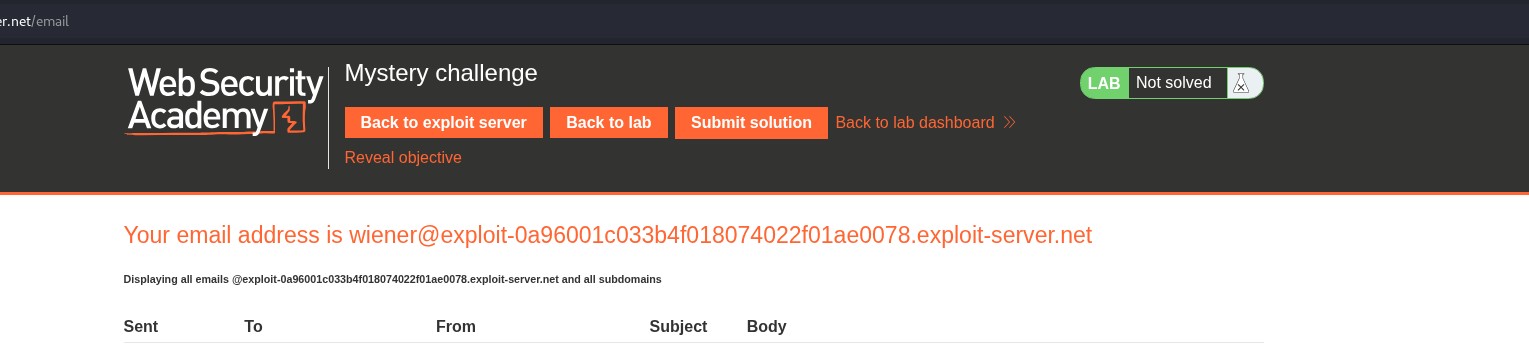 er.net/email
Web Security
Academy
Mystery challenge
LAB Not solved
Back to exploit server Back to lab Submit solution Back to lab dashboard
Reveal objective
Your email address is wiener@exploit-0a96001c033b4f018074022f01ae0078.exploit-server.net
Displaying all emails @exploit-0a96001c033b4f018074022f01ae0078.exploit-server.net and all subdomains
Sent To From Subject Body